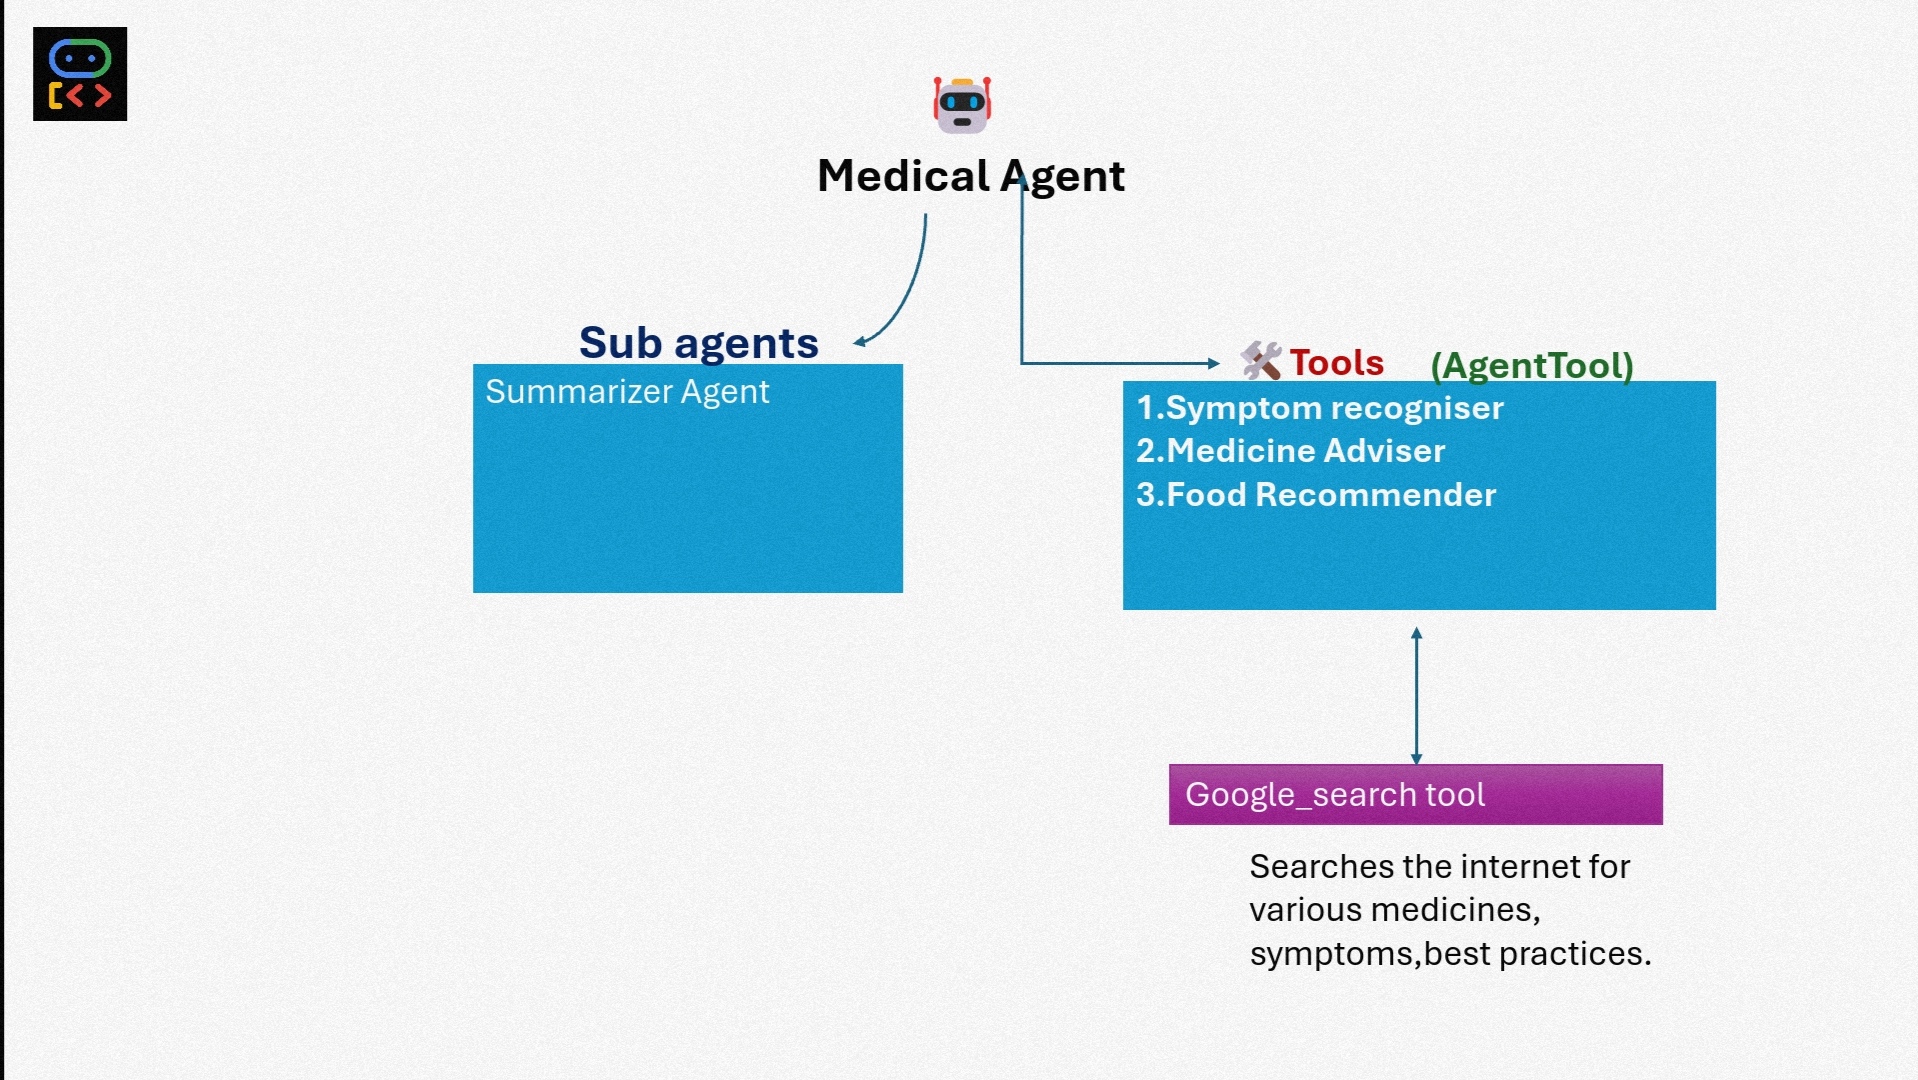 Medical Agent
Sub agents
Summarizer Agent
Tools (AgentTool)
1.Symptom recogniser
2.Medicine Adviser
3.Food Recommender
Google_search tool
Searches the internet for
various medicines,
symptoms,best practices.